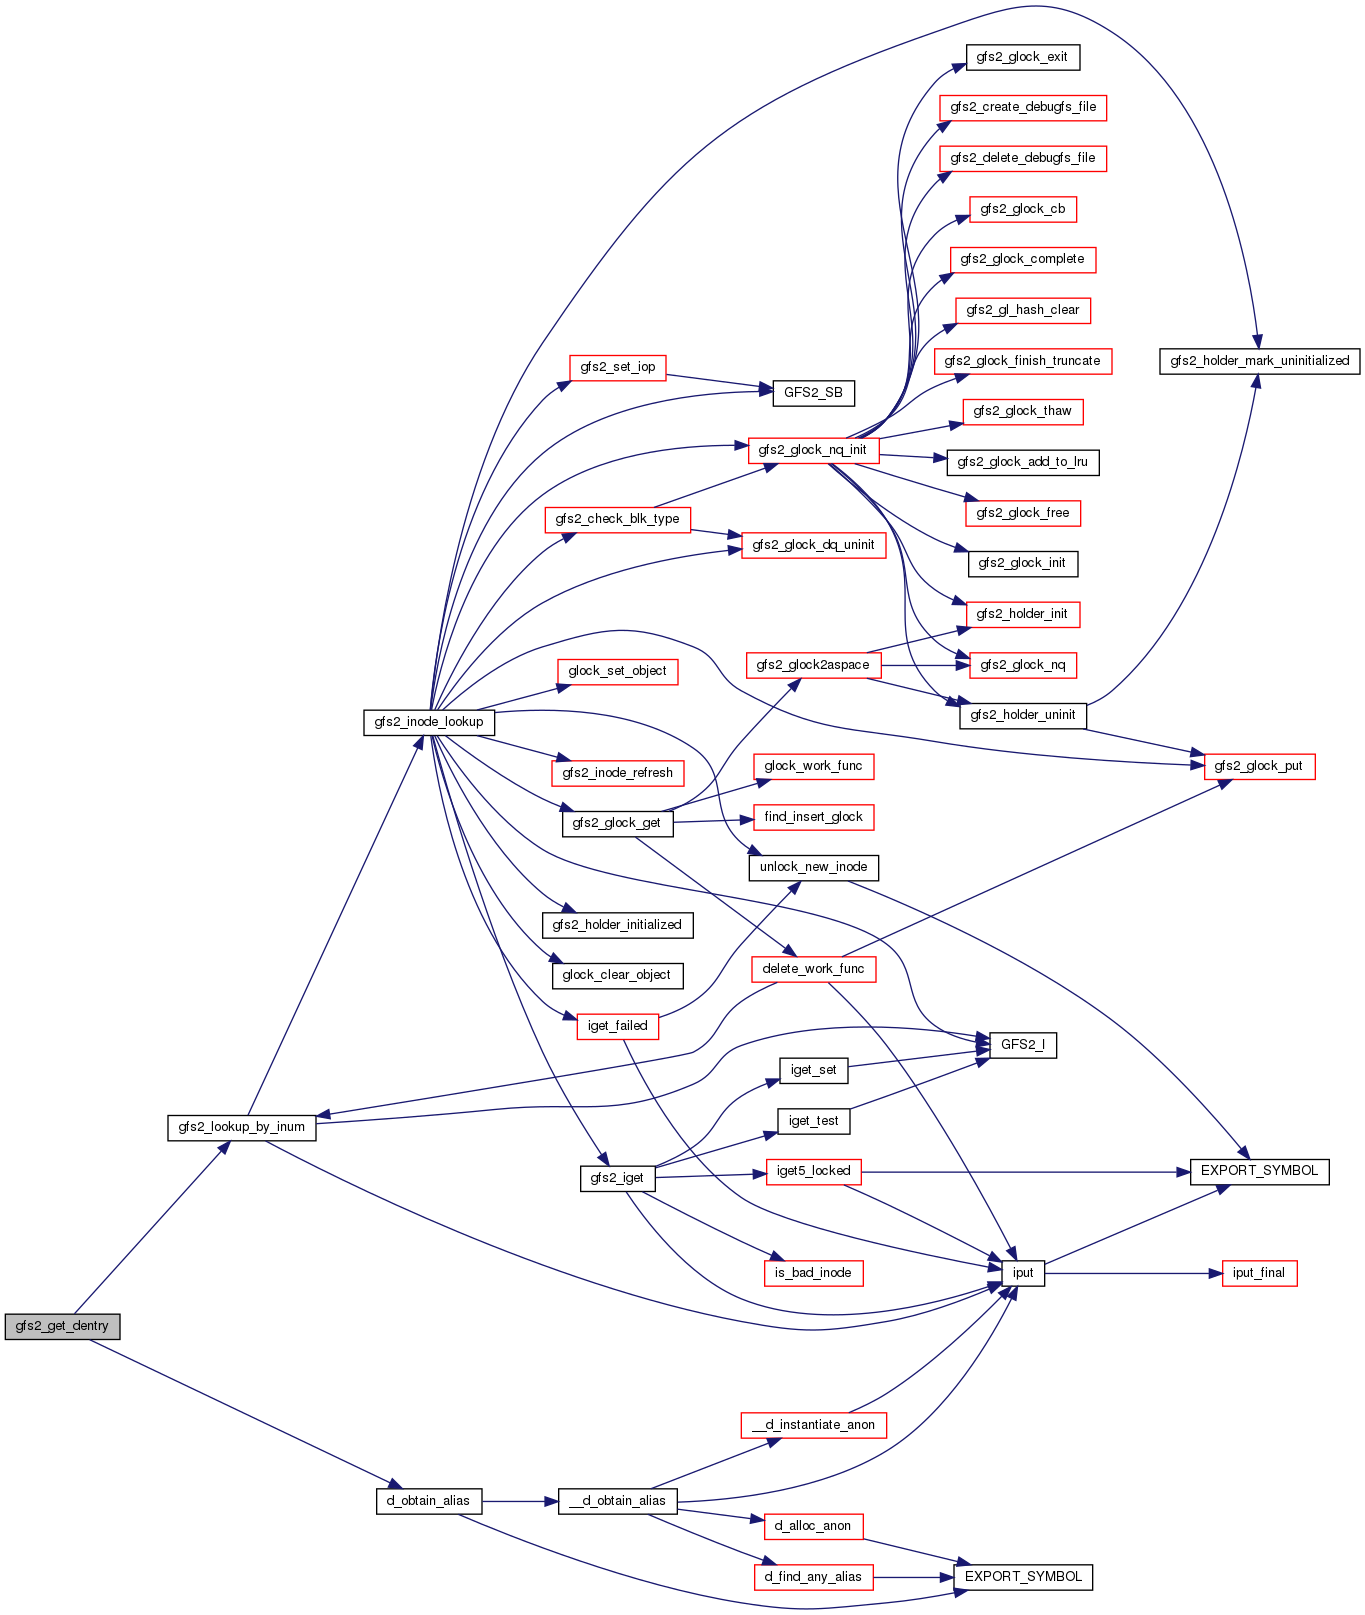 gfs2_glock_exit
gfs2_create_debugfs_file
gfs2_delete_debugfs_file
gfs2_glock_cb
gfs2_glock_complete
gfs2_gl_hash_clear
gfs2_glock_finish_truncate
gfs2_holder_mark_uninitialized
gfs2_set_iop
GFS2_SB
gfs2_glock_thaw
gfs2_glock_nq_init
gfs2_glock_add_to_lru
gfs2_glock_free
gfs2_check_blk_type
gfs2_glock_dq_uninit
gfs2_glock_init
gfs2_holder_init
gfs2_glock2aspace
gfs2_glock_nq
glock_set_object
gfs2_holder_uninit
gfs2_inode_lookup
gfs2_inode_refresh
glock_work_func
gfs2_glock_put
gfs2_glock_get
find_insert_glock
unlock_new_inode
gfs2_holder_initialized
glock_clear_object
delete_work_func
iget_failed
GFS2_I
iget_set
gfs2_lookup_by_inum
iget_test
gfs2_iget
iget5_locked
EXPORT_SYMBOL
is_bad_inode
iput
iput_final
gfs2_get_dentry
__d_instantiate_anon
d_obtain_alias
__d_obtain_alias
d_alloc_anon
d_find_any_alias
EXPORT_SYMBOL